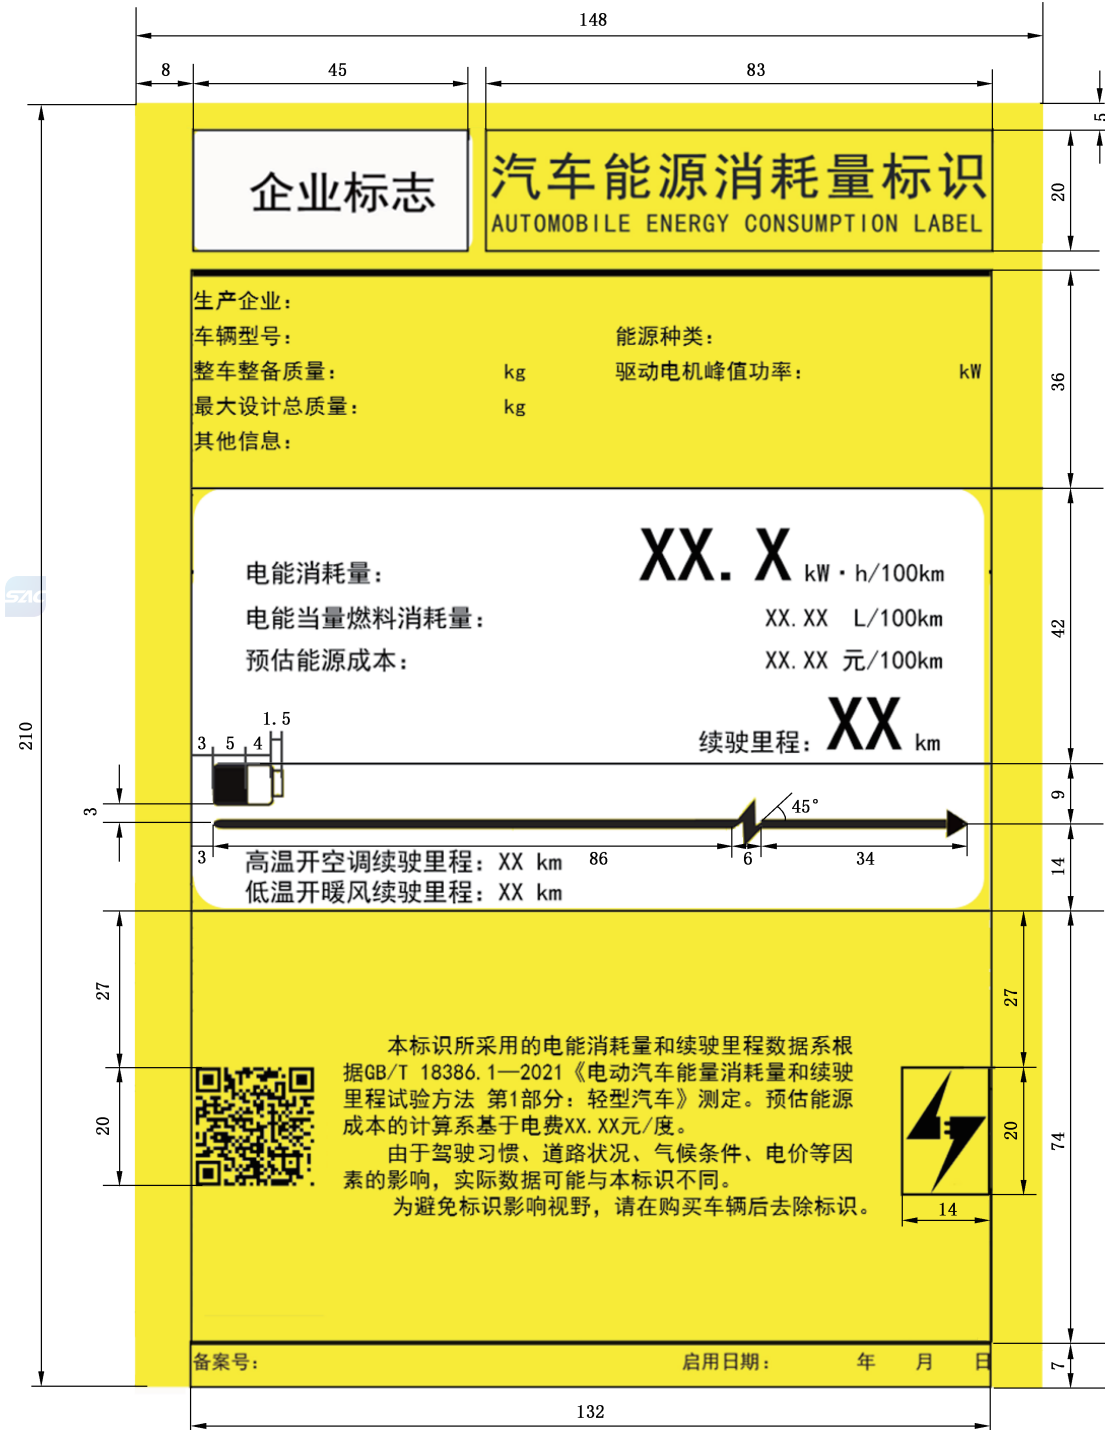 148
8
45
83
5
企业标志
汽车能源消耗量标识
AUTOMOBILE ENERGY CONSUMPTION LABEL
20
生产企业：
车辆型号：
能源种类：
整车整备质量： kg
驱动电机峰值功率： kW
最大设计总质量： kg
其他信息：
36
电能消耗量： XX.X kW·h/100km
电能当量燃料消耗量： XX.XX L/100km
预估能源成本： XX.XX 元/100km
续驶里程：XX km
42
SAC
210
1.5
3
5
4
9
3
45°
3
86
6
34
14
高温开空调续驶里程：XX km
低温开暖风续驶里程：XX km
27
27
本标识所采用的电能消耗量和续驶里程数据系根
据GB/T 18386.1—2021《电动汽车能量消耗量和续驶
里程试验方法 第1部分：轻型汽车》测定。预估能源
成本的计算系基于电费XX.XX元/度。
由于驾驶习惯、道路状况、气候条件、电价等因
素的影响，实际数据可能与本标识不同。
为避免标识影响视野，请在购买车辆后去除标识。
20
20
14
74
备案号：
启用日期： 年 月 日
7
132